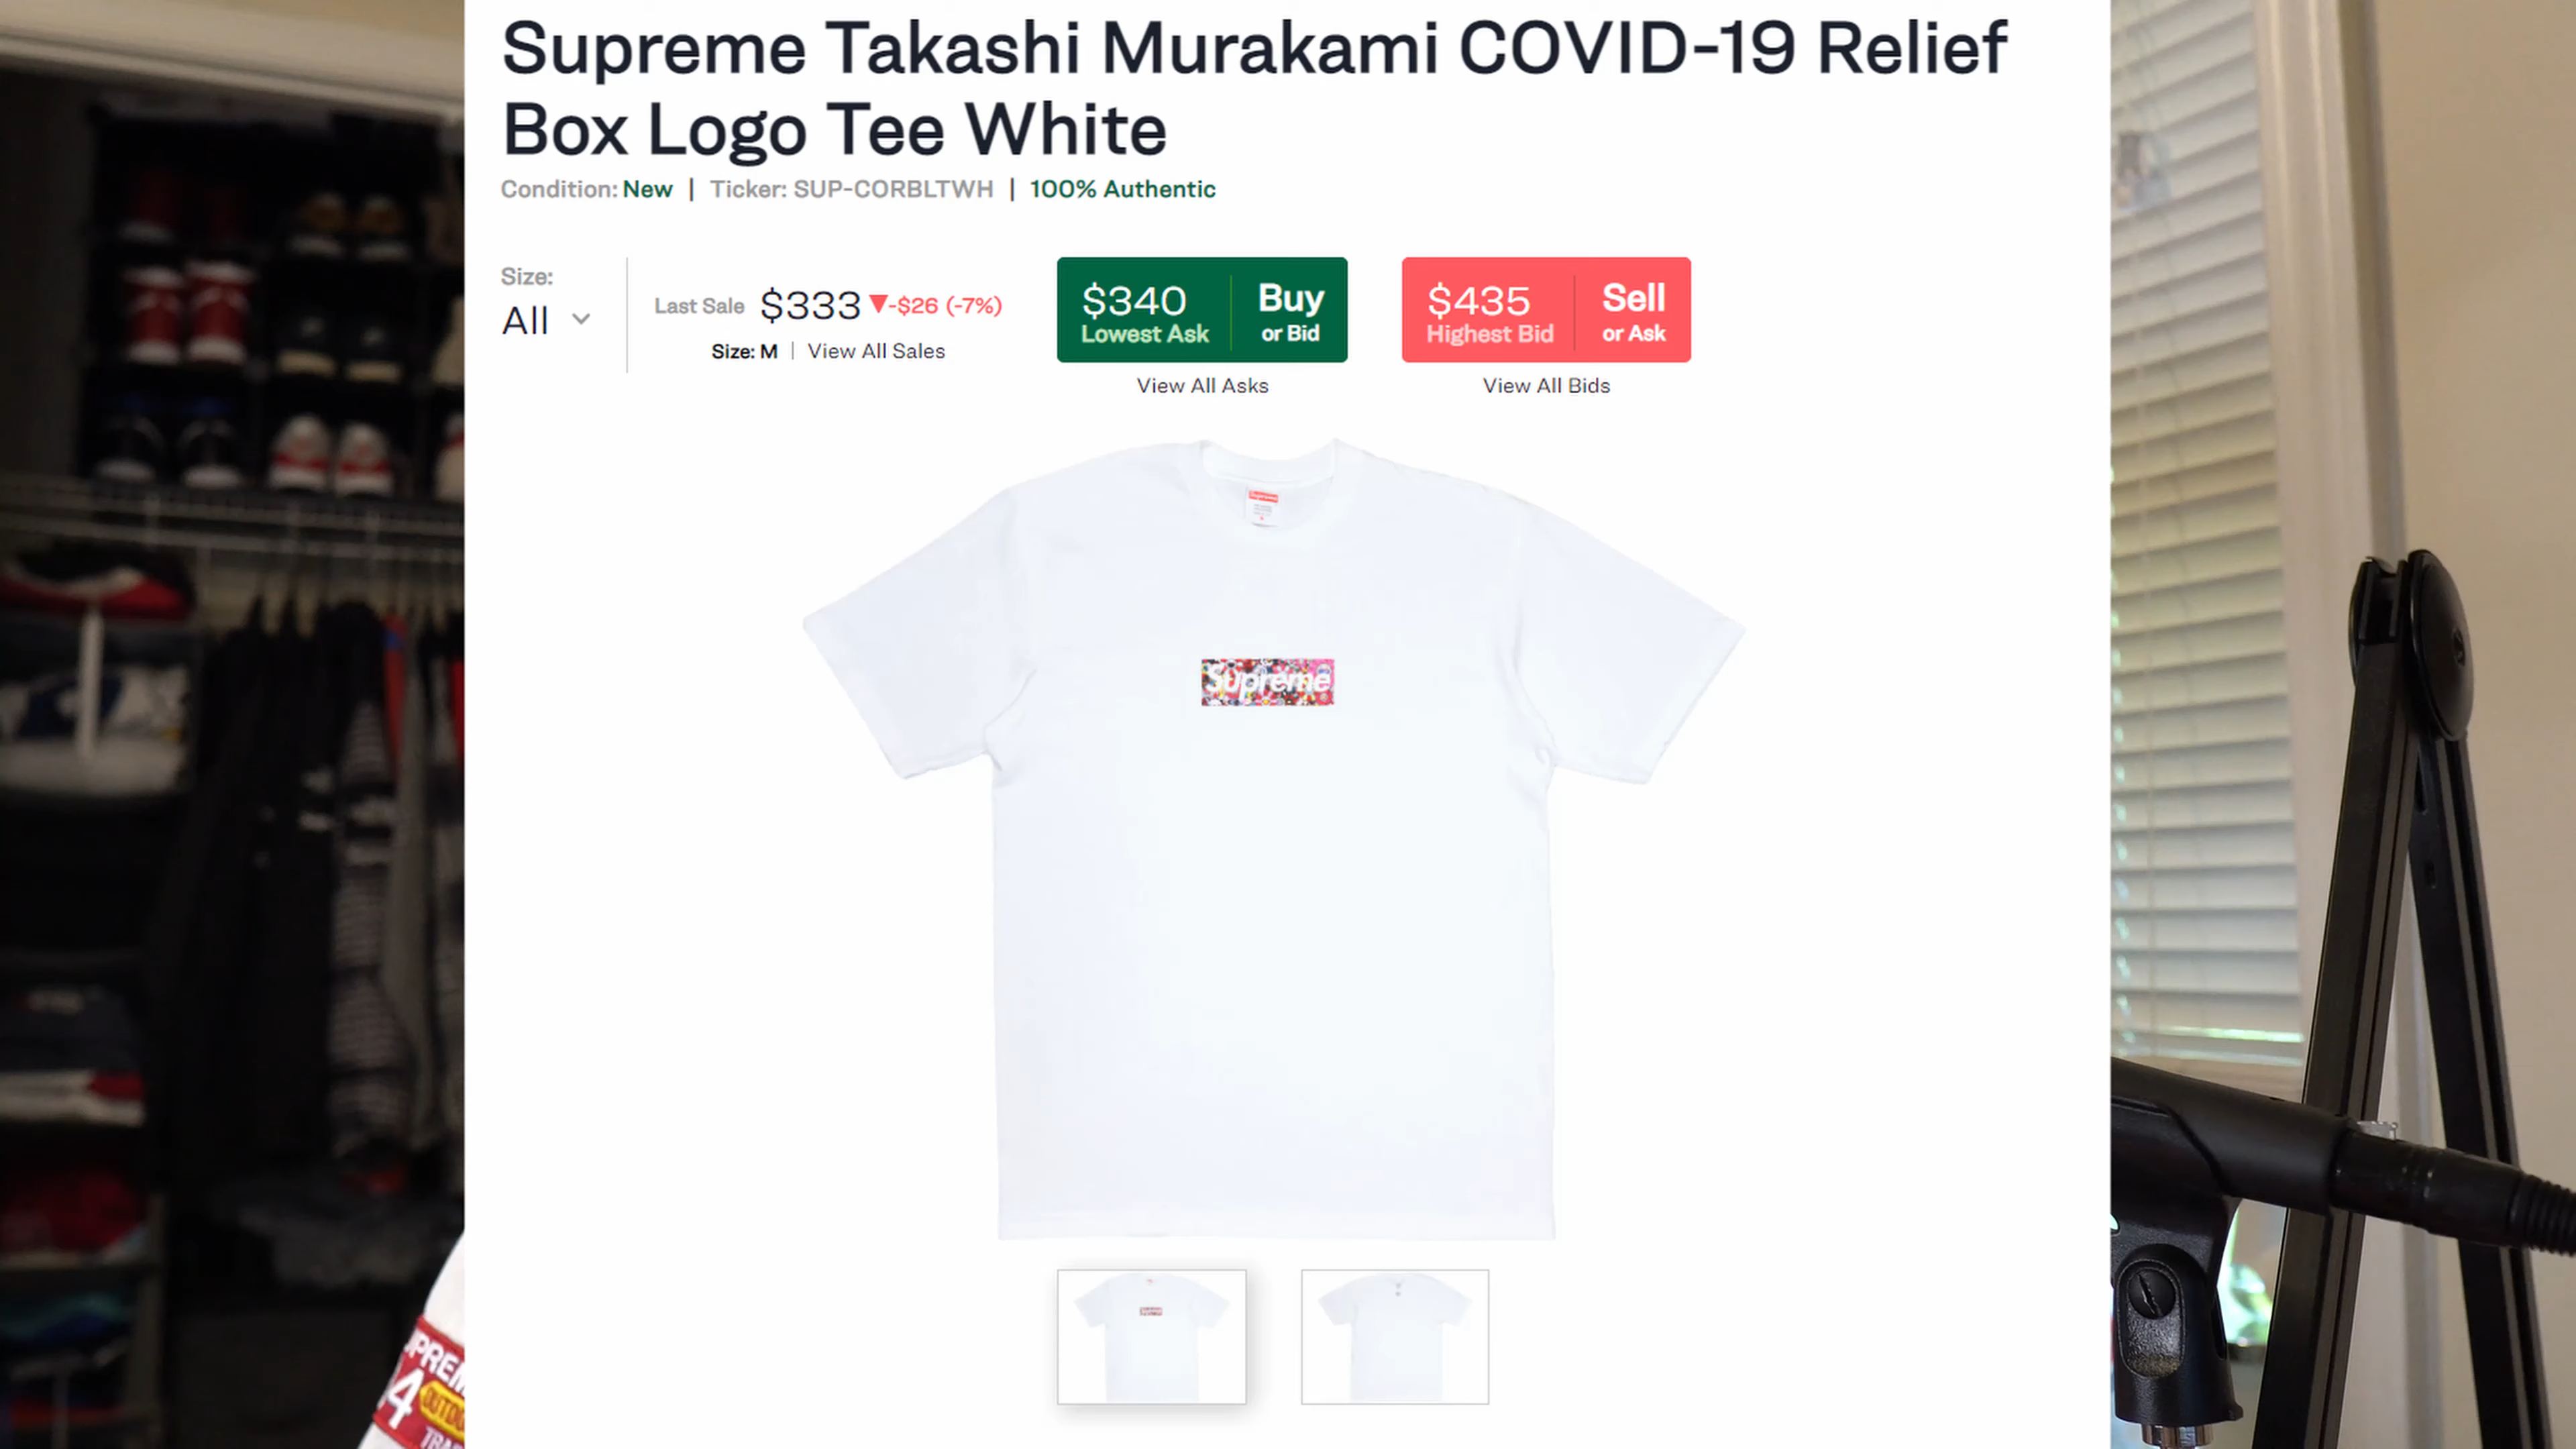 Supreme Takashi Murakami COVID-19 Relief
Box Logo Tee White
Condition: New | Ticker: SUP-CORBLTWH | 100% Authentic
Size:
All
Last Sale $333 ▼-$26 (-7%)
Size: M | View All Sales
$340
Lowest Ask
Buy
or Bid
View All Asks
$435
Highest Bid
Sell
or Ask
View All Bids
Supreme
Supreme
4